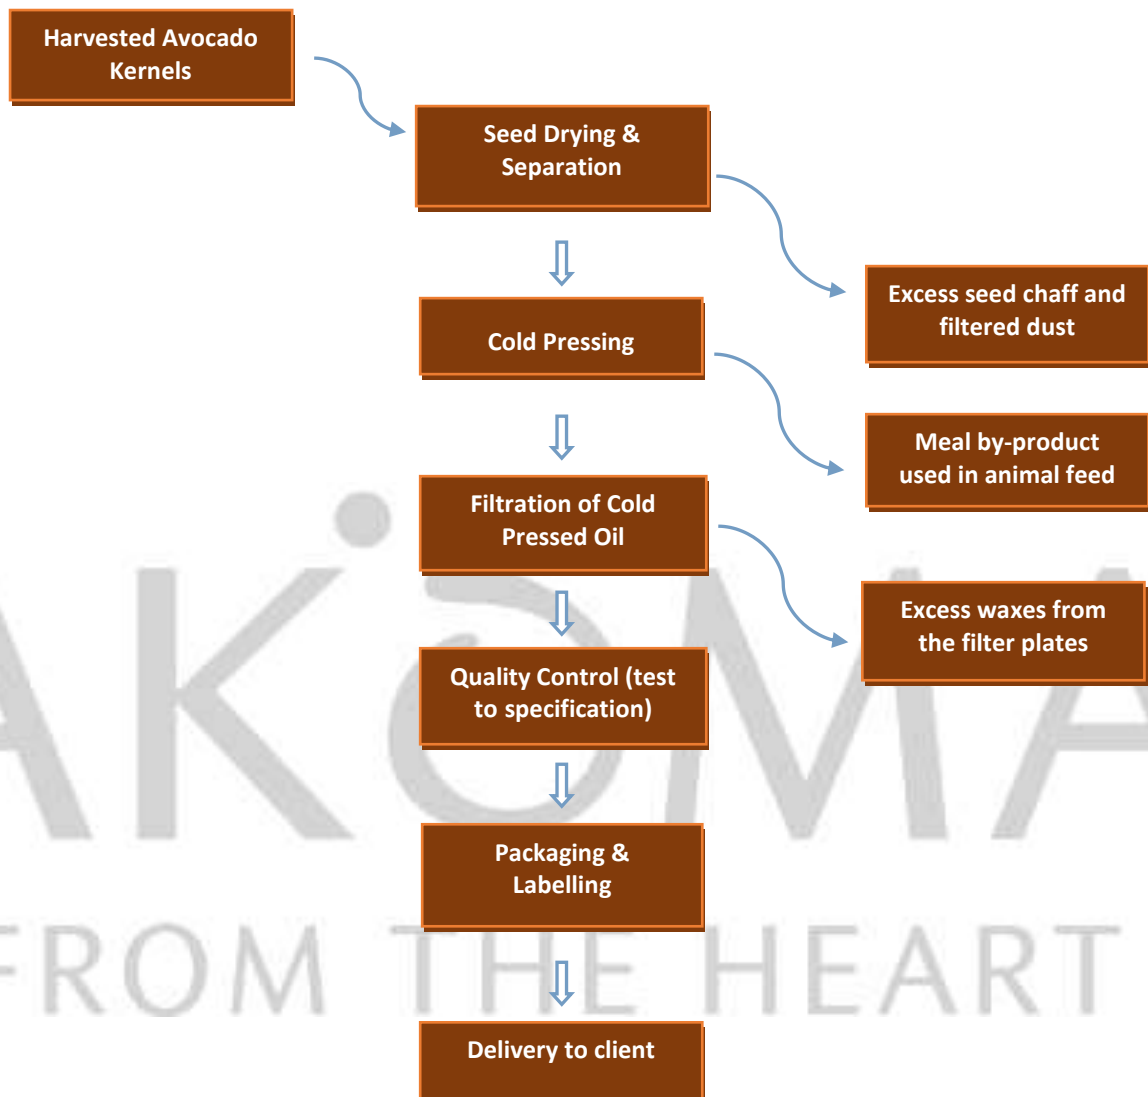 Harvested Avocado
Kernels
Seed Drying &
Separation
Excess seed chaff and
filtered dust
Cold Pressing
Meal by-product
used in animal feed
Filtration of Cold
Pressed Oil
Excess waxes from
the filter plates
Quality Control (test
to specification)
Packaging &
Labelling
Delivery to client
AKOMA
FROM THE HEART